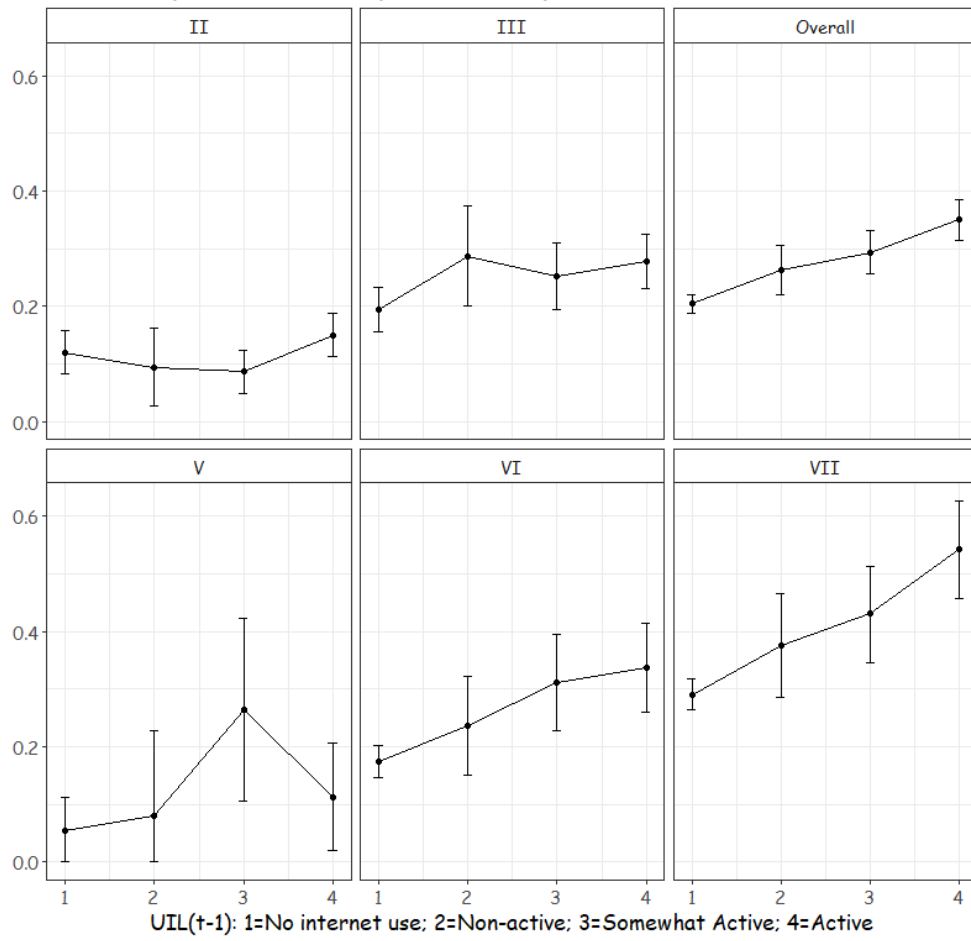 II III Overall
0.6
0.4
0.2
0.0
V VI VII
0.6
0.4
0.2
0.0
1 2 3 4 1 2 3 4 1 2 3 4
UIL(t-1): 1=No internet use; 2=Non-active; 3=Somewhat Active; 4=Active